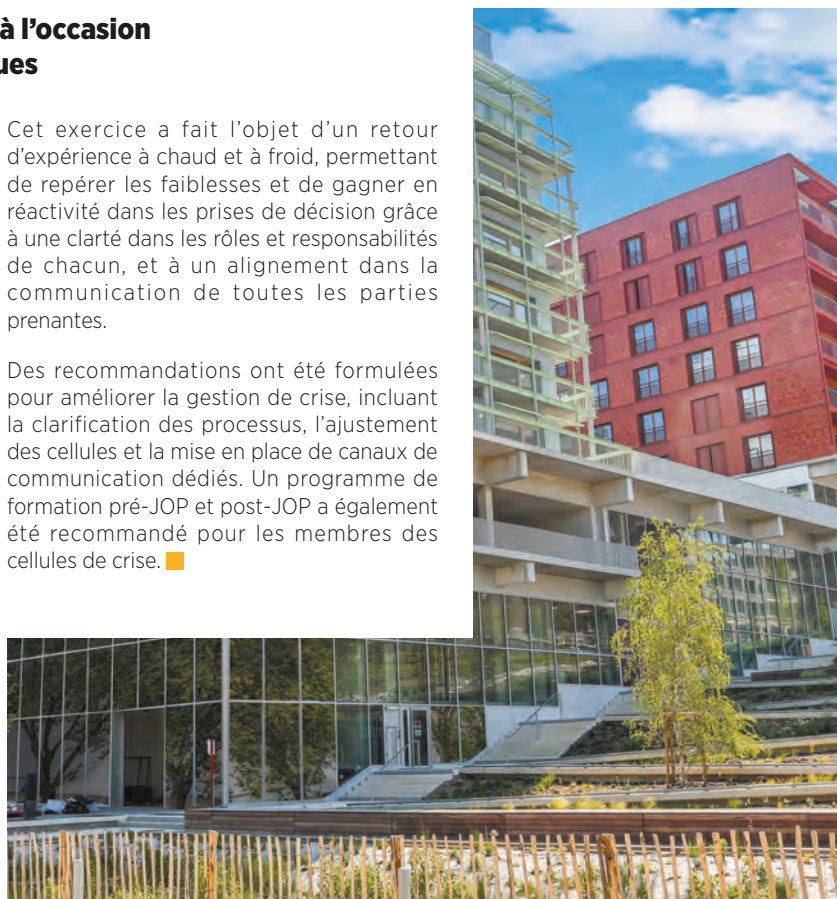 à l’occasion
ues
Cet exercice a fait l’objet d’un retour
d’expérience à chaud et à froid, permettant
de repérer les faiblesses et de gagner en
réactivité dans les prises de décision grâce
à une clarté dans les rôles et responsabilités
de chacun, et à un alignement dans la
communication de toutes les parties
prenantes.
Des recommandations ont été formulées
pour améliorer la gestion de crise, incluant
la clarification des processus, l’ajustement
des cellules et la mise en place de canaux de
communication dédiés. Un programme de
formation pré-JOP et post-JOP a également
été recommandé pour les membres des
cellules de crise.